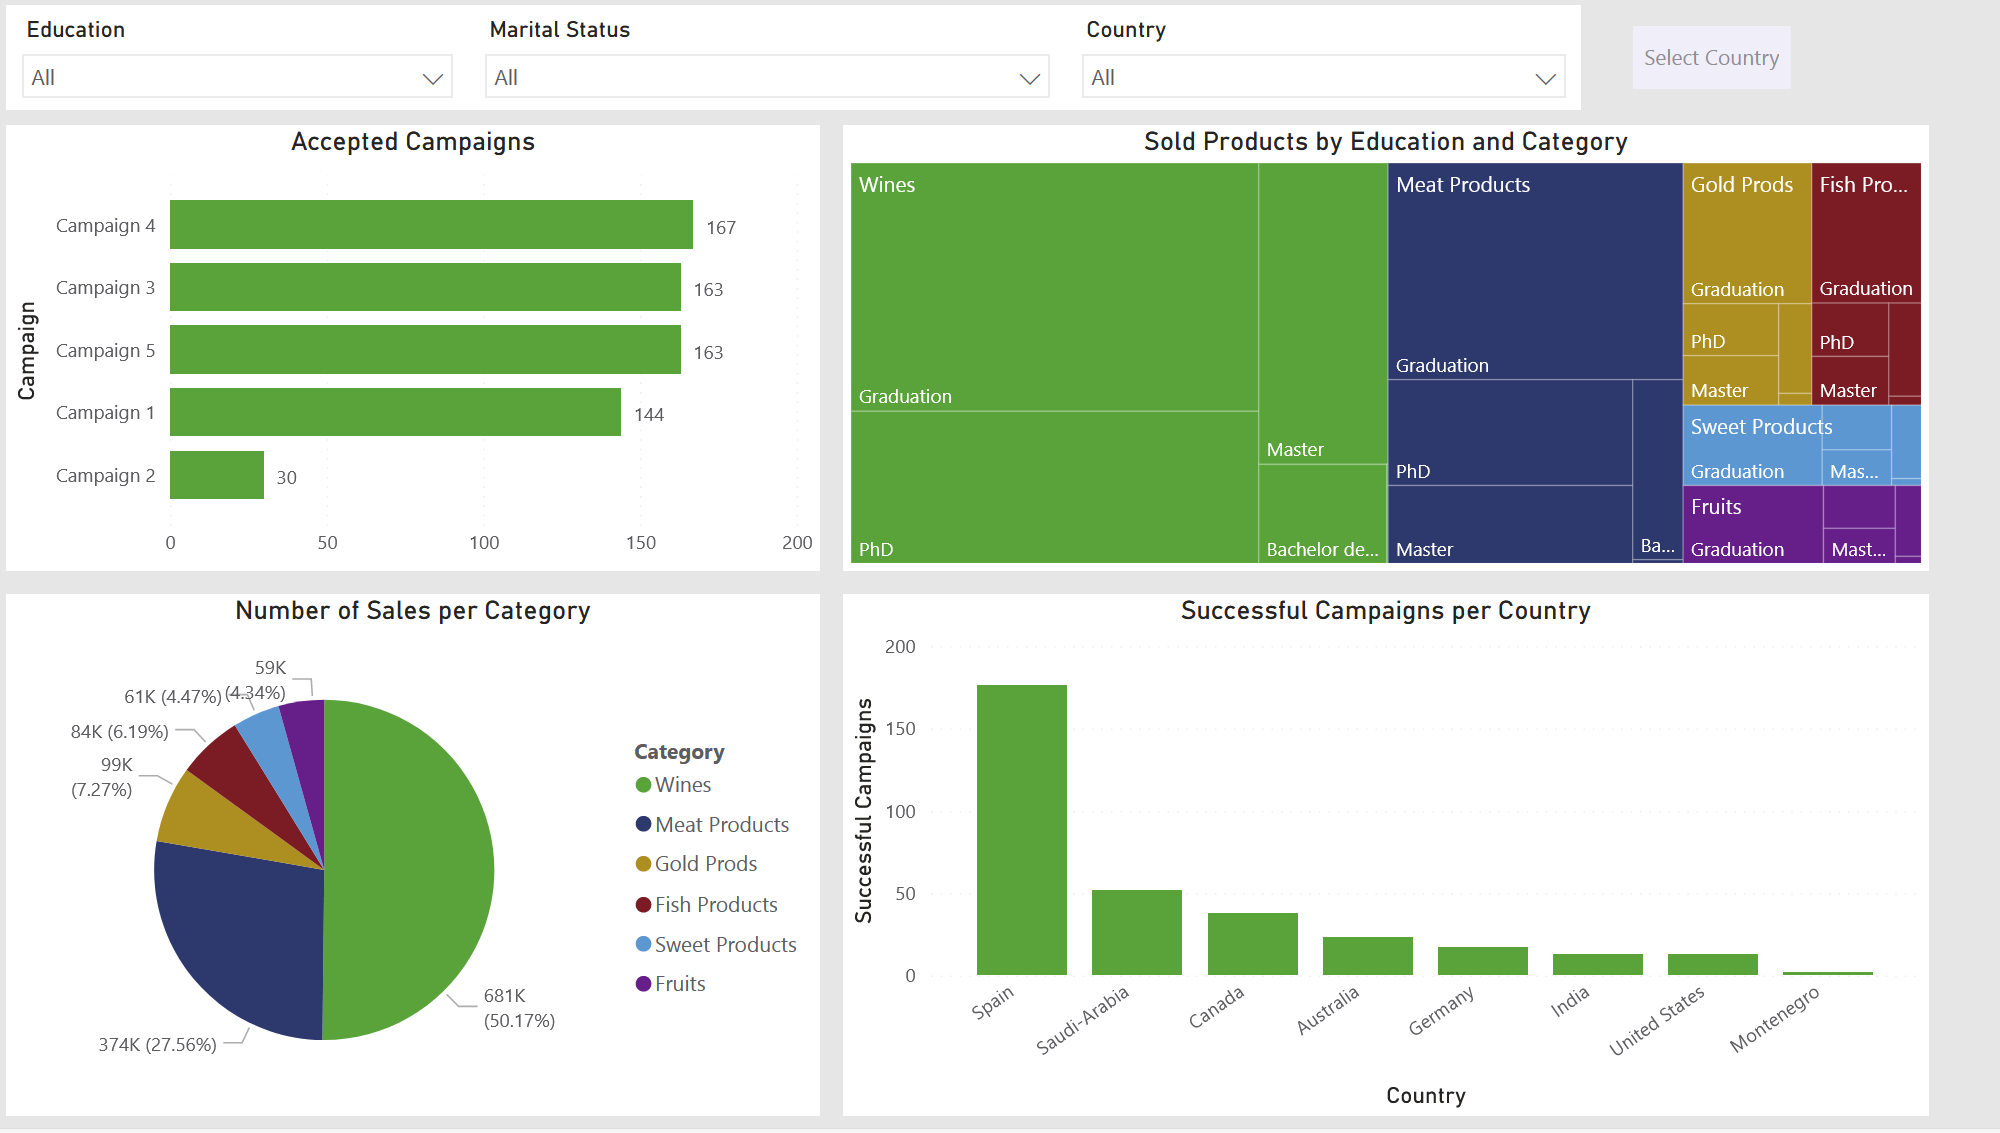 Education
Marital Status
Country
All
All
All
Select Country
Accepted Campaigns
Campaign
Campaign 4
167
Campaign 3
163
Campaign 5
163
Campaign 1
144
Campaign 2
30
0
50
100
150
200
Sold Products by Education and Category
Wines
Graduation
PhD
Master
Bachelor de...
Meat Products
Graduation
PhD
Master
Ba...
Gold Prods
Graduation
PhD
Master
Fish Pro...
Graduation
PhD
Master
Sweet Products
Graduation
Mas...
Fruits
Graduation
Mast...
Number of Sales per Category
59K
(4.34%)
61K (4.47%)
84K (6.19%)
99K
(7.27%)
374K (27.56%)
681K
(50.17%)
Category
Wines
Meat Products
Gold Prods
Fish Products
Sweet Products
Fruits
Successful Campaigns per Country
Successful Campaigns
200
150
100
50
0
Spain
Saudi-Arabia
Canada
Australia
Germany
India
United States
Montenegro
Country